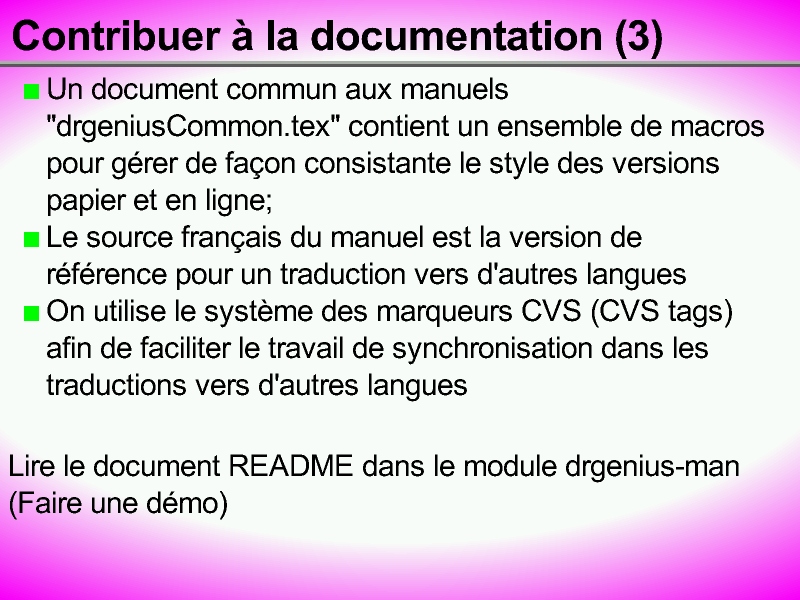 Contribuer à la documentation (3)
Un document commun aux manuels
"drgeniusCommon.tex" contient un ensemble de macros
pour gérer de façon consistante le style des versions
papier et en ligne;
Le source français du manuel est la version de
référence pour un traduction vers d'autres langues
On utilise le système des marqueurs CVS (CVS tags)
afin de faciliter le travail de synchronisation dans les
traductions vers d'autres langues
Lire le document README dans le module drgenius-man
(Faire une démo)